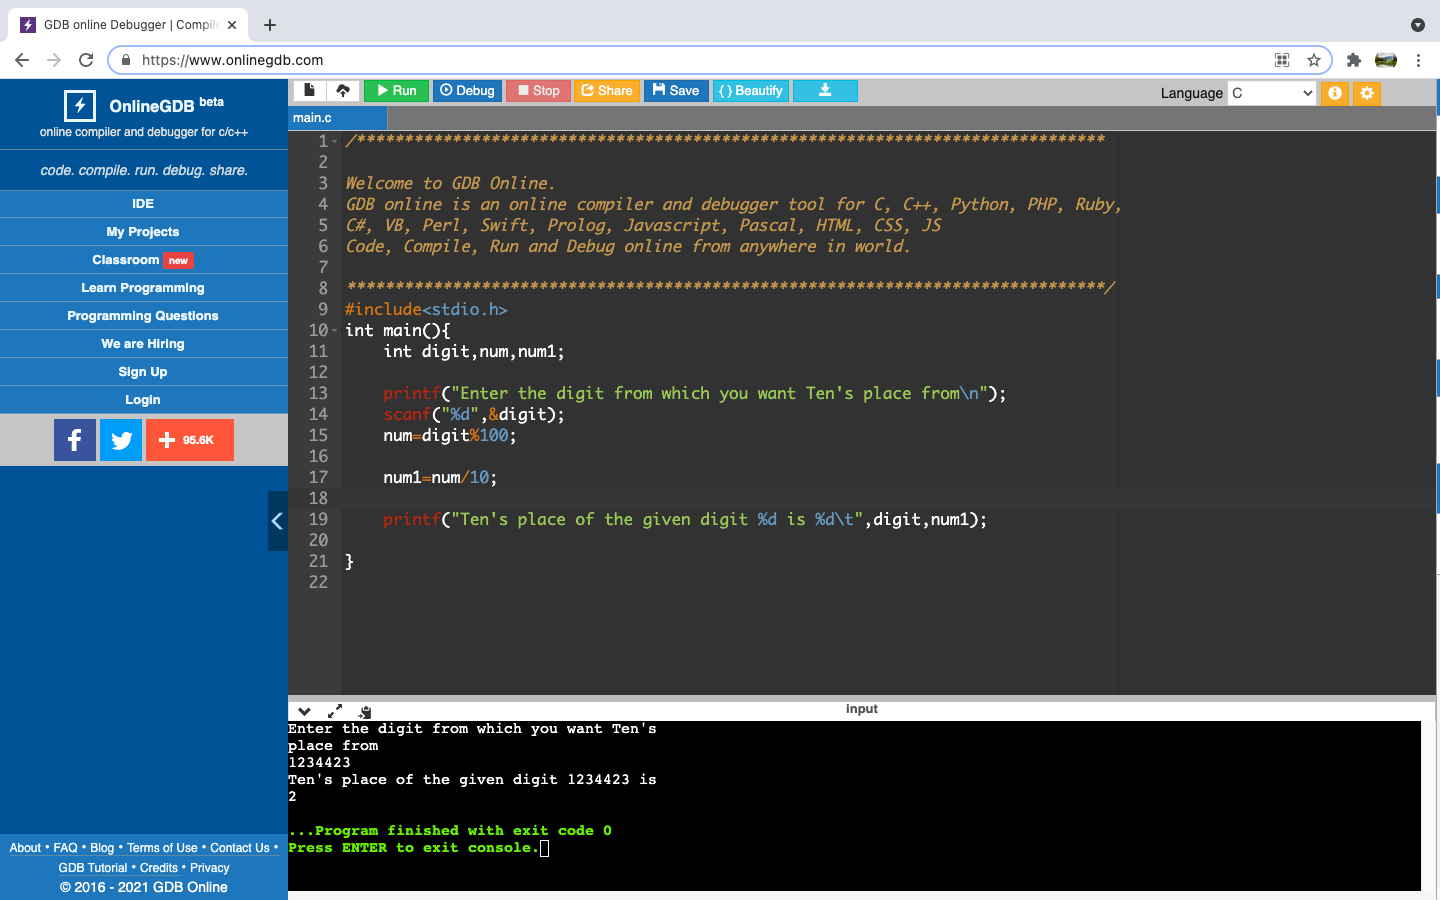 GDB online Debugger | Compil
https://www.onlinegdb.com
OnlineGDB beta
online compiler and debugger for c/c++
code. compile. run. debug. share.
IDE
My Projects
Classroom new
Learn Programming
Programming Questions
We are Hiring
Sign Up
Login
f
95.6K
About • FAQ • Blog • Terms of Use • Contact Us •
GDB Tutorial • Credits • Privacy
© 2016 - 2021 GDB Online
Run Debug Stop Share Save { } Beautify
Language C
main.c
1 /******************************************************************************
2
3 Welcome to GDB Online.
4 GDB online is an online compiler and debugger tool for C, C++, Python, PHP, Ruby,
5 C#, VB, Perl, Swift, Prolog, Javascript, Pascal, HTML, CSS, JS
6 Code, Compile, Run and Debug online from anywhere in world.
7
8 *******************************************************************************/
9 #include<stdio.h>
10 int main(){
11     int digit,num,num1;
12
13     printf("Enter the digit from which you want Ten's place from\n");
14     scanf("%d",&digit);
15     num=digit%100;
16
17     num1=num/10;
18
19     printf("Ten's place of the given digit %d is %d\t",digit,num1);
20
21 }
22
input
Enter the digit from which you want Ten's
place from
1234423
Ten's place of the given digit 1234423 is
2
...Program finished with exit code 0
Press ENTER to exit console.